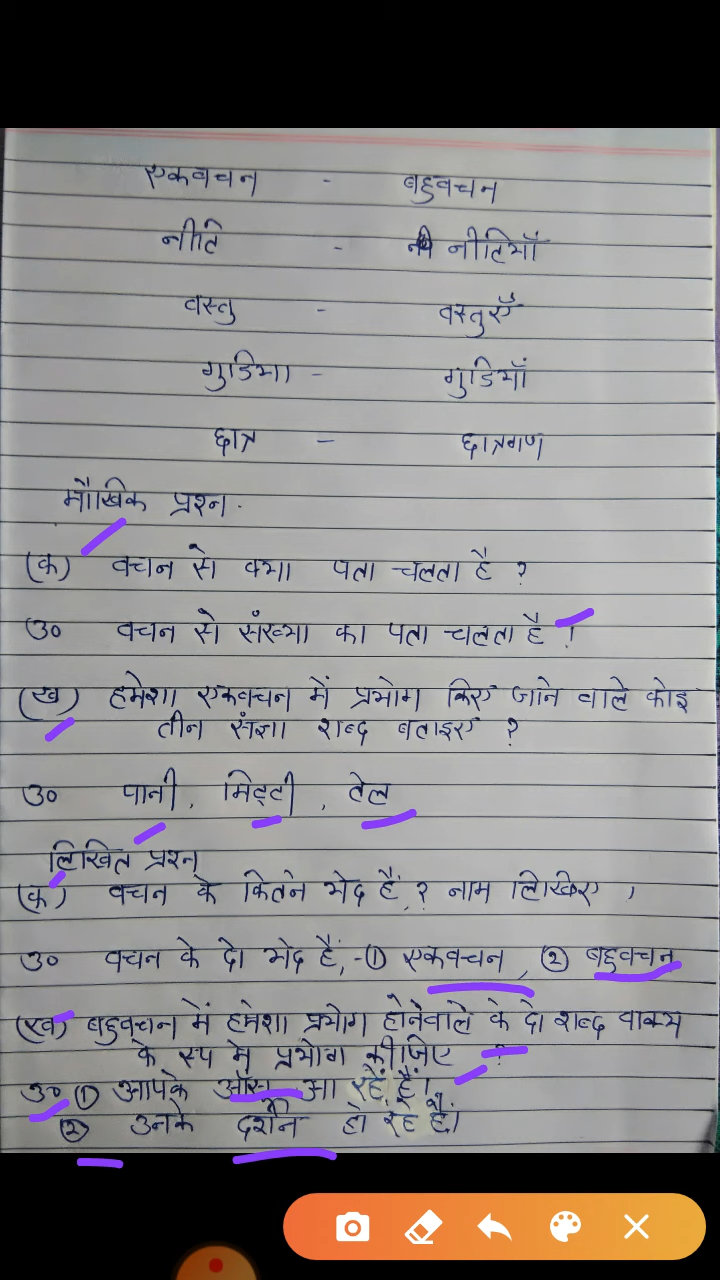 एकवचन - बहुवचन
नीति - नीतियाँ
वस्तु - वस्तुएँ
गुडिया - गुडियाँ
छात्र - छात्रगण
मौखिक प्रश्न.
(क) वचन से क्या पता चलता है ?
उ० वचन से संख्या का पता चलता है ।
(ख) हमेशा एकवचन में प्रयोग किए जाने वाले कोइ
तीन संज्ञा शब्द बताइए ?
उ० पानी, मिट्टी, तेल
लिखित प्रश्न
(क) वचन के कितने भेद हैं, ? नाम लिखिए ।
उ० वचन के दो भेद हैं, -① एकवचन, ② बहुवचन
(ख) बहुवचन में हमेशा प्रयोग होनेवाले के दो शब्द वाक्य
के रुप मे प्रयोग कीजिए ?
उ० ① आपके आ रहें हैं।
② उनके दर्शन हो रहे हैं।